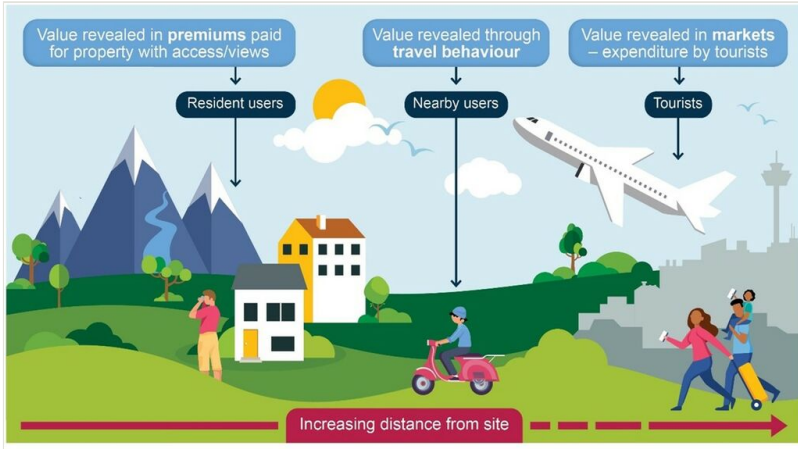 Value revealed in premiums paid
for property with access/views
Value revealed through
travel behaviour
Value revealed in markets
– expenditure by tourists
Resident users
Nearby users
Tourists
Increasing distance from site